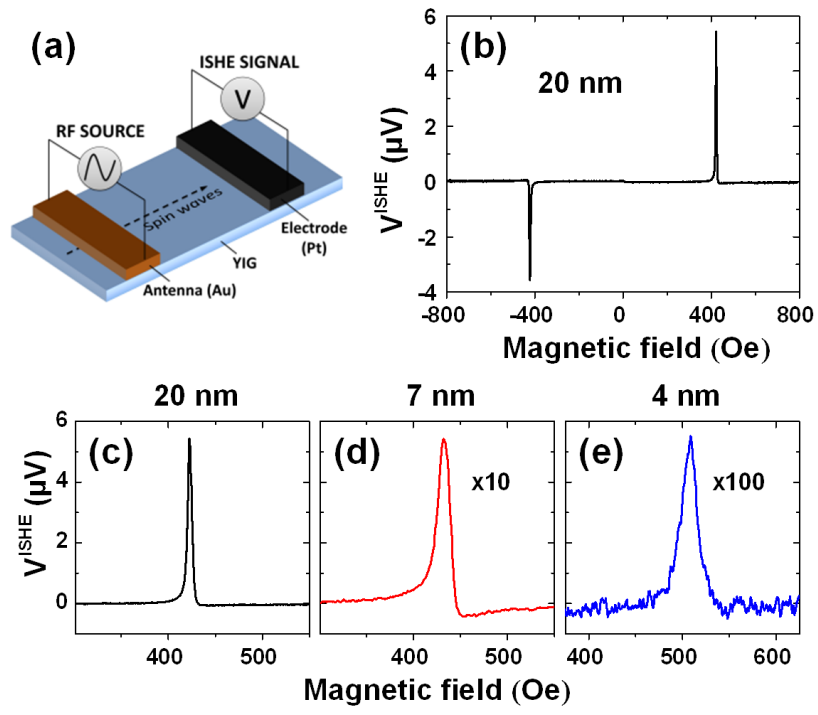 (a)
ISHE SIGNAL
V
RF SOURCE
Spin waves
Electrode
(Pt)
YIG
Antenna (Au)
(b)
20 nm
V^ISHE (µV)
6
4
2
0
-2
-4
-800 -400 0 400 800
Magnetic field (Oe)
20 nm 7 nm 4 nm
(c) (d) (e)
x10 x100
V^ISHE (µV)
6
4
2
0
400 500 400 500 400 500 600
Magnetic field (Oe)